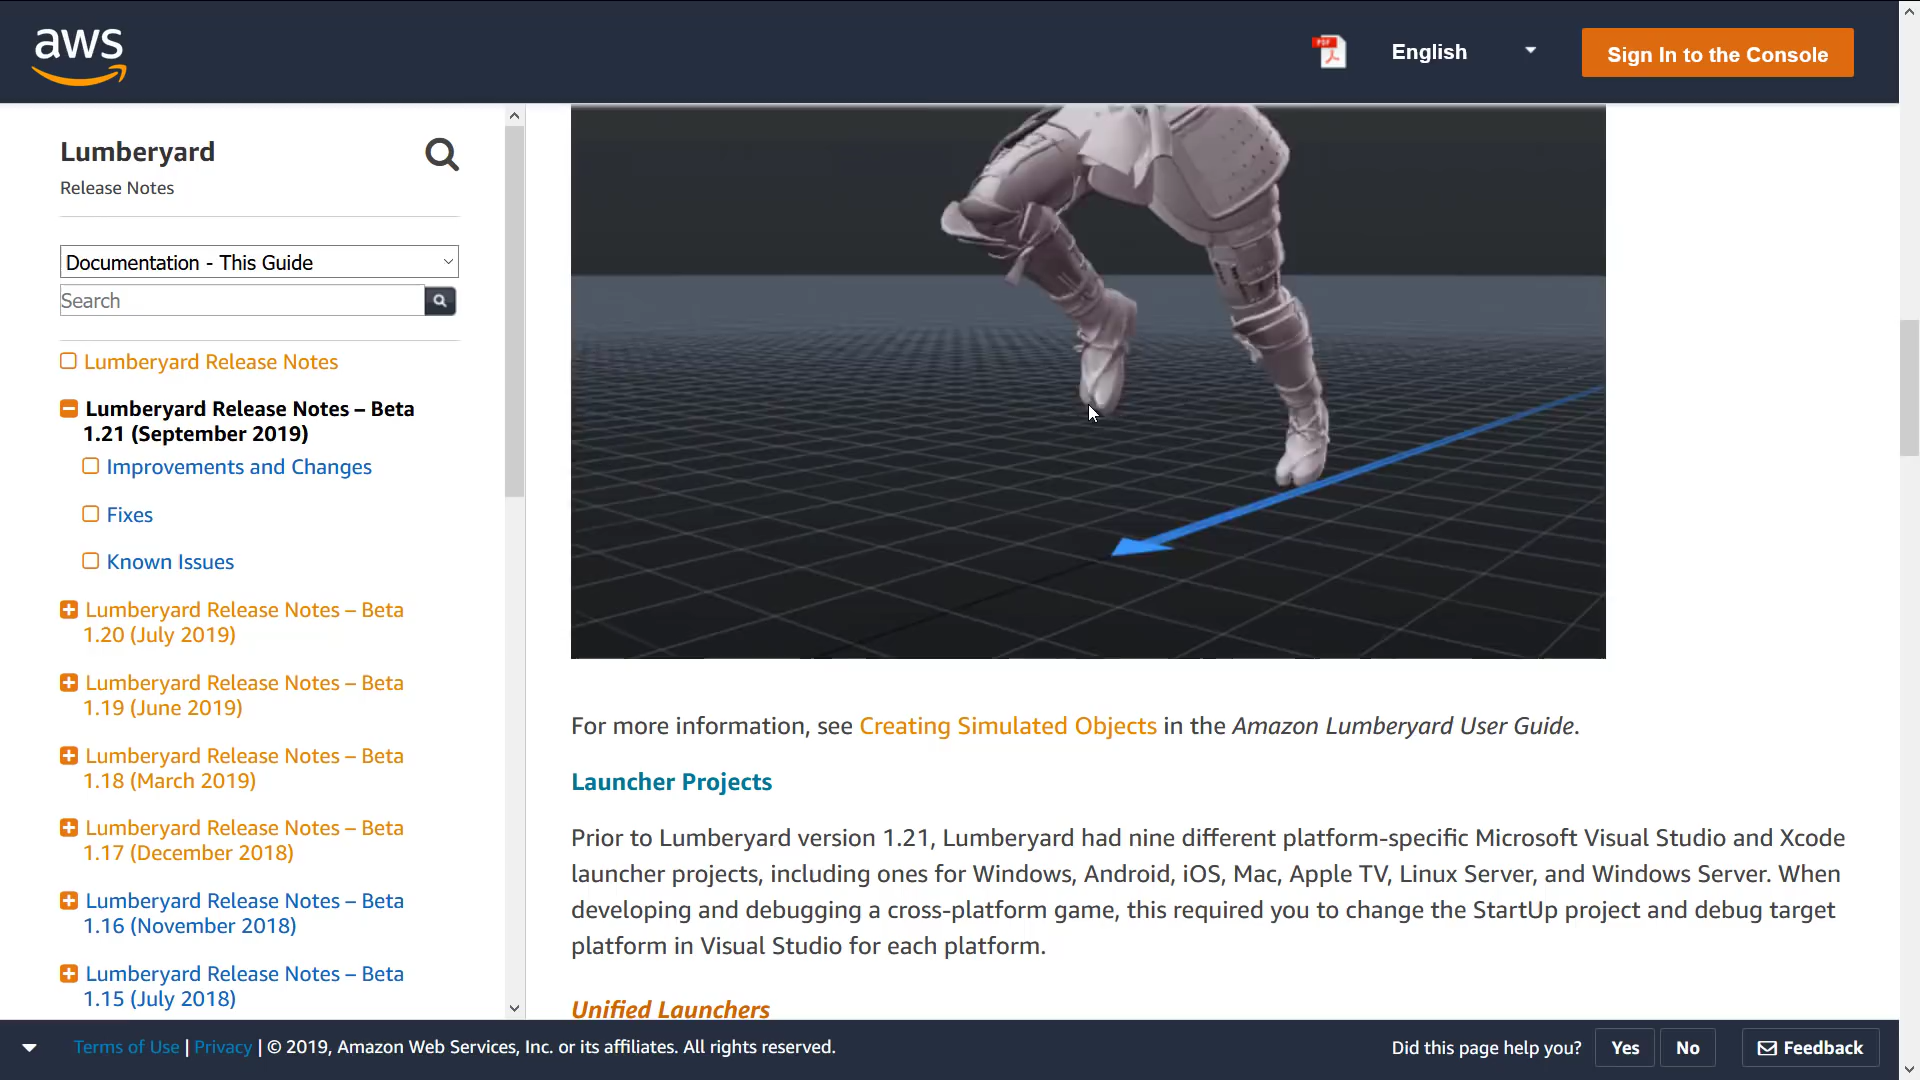 aws
PDF
English
Sign In to the Console
Lumberyard
Release Notes
Documentation - This Guide
Search
Lumberyard Release Notes
Lumberyard Release Notes – Beta
1.21 (September 2019)
Improvements and Changes
Fixes
Known Issues
Lumberyard Release Notes – Beta
1.20 (July 2019)
Lumberyard Release Notes – Beta
1.19 (June 2019)
Lumberyard Release Notes – Beta
1.18 (March 2019)
Lumberyard Release Notes – Beta
1.17 (December 2018)
Lumberyard Release Notes – Beta
1.16 (November 2018)
Lumberyard Release Notes – Beta
1.15 (July 2018)
For more information, see Creating Simulated Objects in the Amazon Lumberyard User Guide.
Launcher Projects
Prior to Lumberyard version 1.21, Lumberyard had nine different platform-specific Microsoft Visual Studio and Xcode
launcher projects, including ones for Windows, Android, iOS, Mac, Apple TV, Linux Server, and Windows Server. When
developing and debugging a cross-platform game, this required you to change the StartUp project and debug target
platform in Visual Studio for each platform.
Unified Launchers
Terms of Use | Privacy | © 2019, Amazon Web Services, Inc. or its affiliates. All rights reserved.
Did this page help you? Yes No Feedback